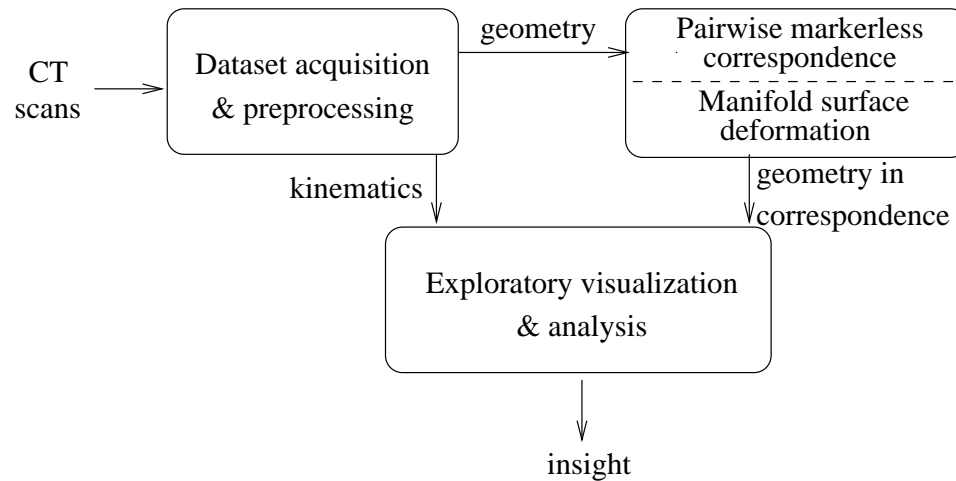 CT
scans
Dataset acquisition
& preprocessing
geometry
Pairwise markerless
correspondence
Manifold surface
deformation
kinematics
geometry in
correspondence
Exploratory visualization
& analysis
insight